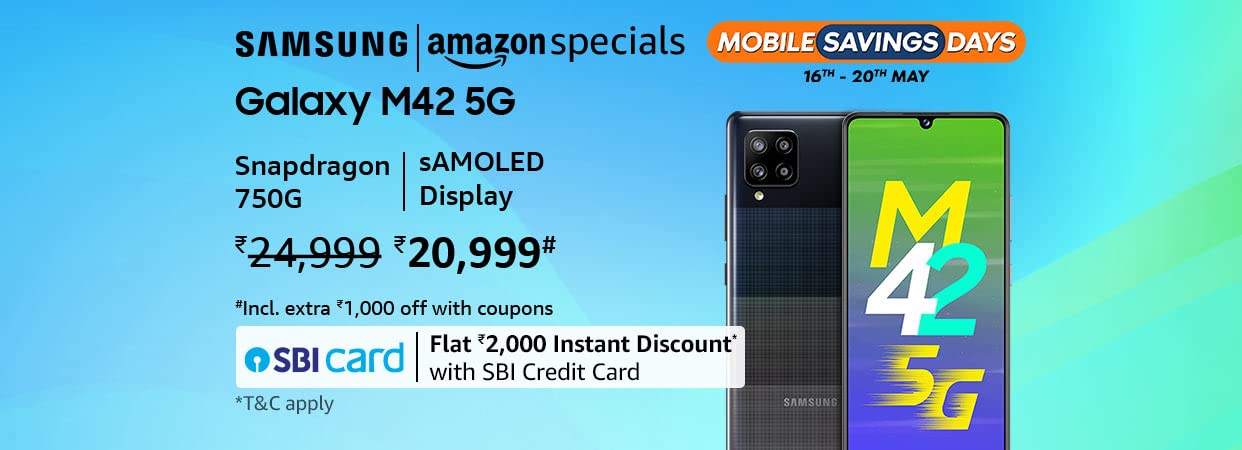 SAMSUNG | amazon specials
MOBILE SAVINGS DAYS
16TH - 20TH MAY
Galaxy M42 5G
Snapdragon
750G
sAMOLED
Display
₹24,999 ₹20,999#
#Incl. extra ₹1,000 off with coupons
SBI card
Flat ₹2,000 Instant Discount*
with SBI Credit Card
*T&C apply
SAMSUNG
M
42
5G